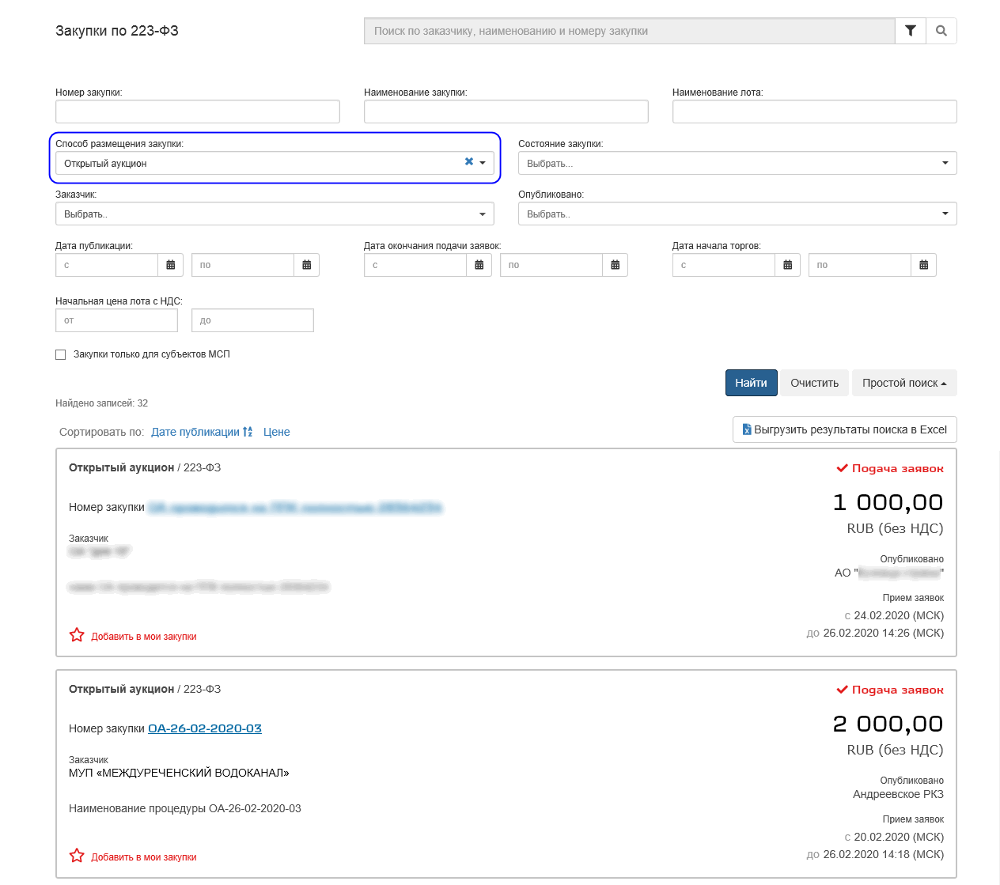 Закупки по 223-ФЗ
Поиск по заказчику, наименованию и номеру закупки
Номер закупки: Наименование закупки: Наименование лота:
Способ размещения закупки: Состояние закупки:
Открытый аукцион Выбрать...
Заказчик: Опубликовано:
Выбрать.. Выбрать..
Дата публикации: Дата окончания подачи заявок: Дата начала торгов:
с по с по с по
Начальная цена лота с НДС:
от до
Закупки только для субъектов МСП
Найти Очистить Простой поиск
Найдено записей: 32
Сортировать по: Дате публикации Цене
Выгрузить результаты поиска в Excel
Открытый аукцион / 223-ФЗ
Подача заявок
Номер закупки
1 000,00
RUB (без НДС)
Заказчик
Опубликовано
АО " "
Прием заявок
с 24.02.2020 (МСК)
до 26.02.2020 14:26 (МСК)
Добавить в мои закупки
Открытый аукцион / 223-ФЗ
Подача заявок
Номер закупки ОА-26-02-2020-03
2 000,00
RUB (без НДС)
Заказчик
МУП «МЕЖДУРЕЧЕНСКИЙ ВОДОКАНАЛ»
Опубликовано
Андреевское РКЗ
Наименование процедуры ОА-26-02-2020-03
Прием заявок
с 20.02.2020 (МСК)
до 26.02.2020 14:18 (МСК)
Добавить в мои закупки